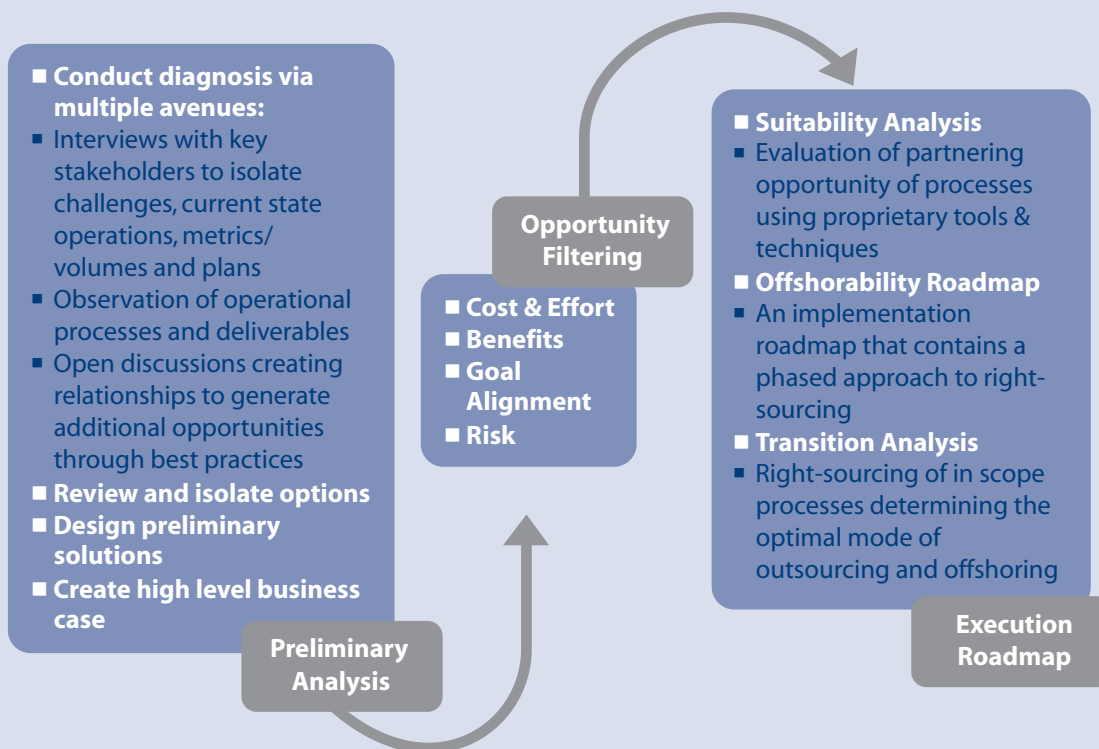 ■ Conduct diagnosis via
multiple avenues:
■ Interviews with key
stakeholders to isolate
challenges, current state
operations, metrics/
volumes and plans
■ Observation of operational
processes and deliverables
■ Open discussions creating
relationships to generate
additional opportunities
through best practices
■ Review and isolate options
■ Design preliminary
solutions
■ Create high level business
case
Preliminary
Analysis
Opportunity
Filtering
■ Cost & Effort
■ Benefits
■ Goal
Alignment
■ Risk
■ Suitability Analysis
■ Evaluation of partnering
opportunity of processes
using proprietary tools &
techniques
■ Offshorability Roadmap
■ An implementation
roadmap that contains a
phased approach to right-
sourcing
■ Transition Analysis
■ Right-sourcing of in scope
processes determining the
optimal mode of
outsourcing and offshoring
Execution
Roadmap